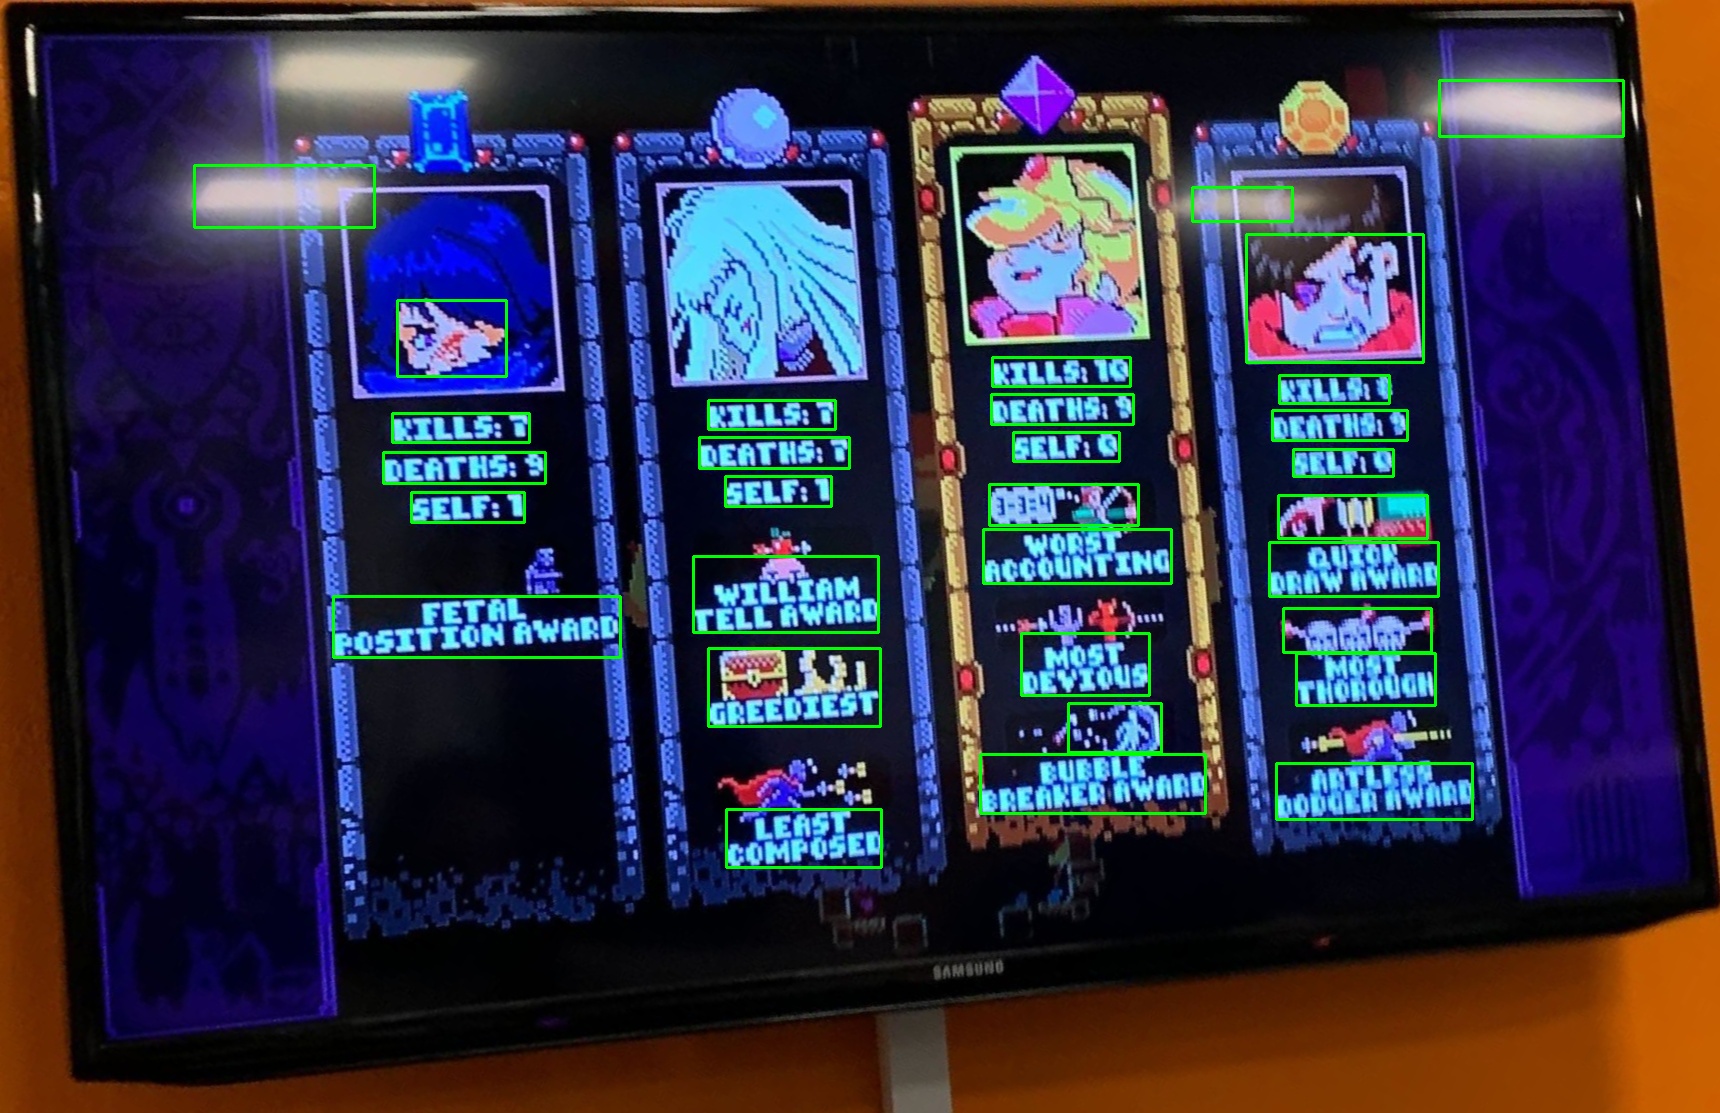 KILLS: 7
DEATHS: 9
SELF: 1
FETAL
POSITION AWARD
KILLS: 7
DEATHS: 7
SELF: 1
WILLIAM
TELL AWARD
GREEDIEST
LEAST
COMPOSED
KILLS: 10
DEATHS: 9
SELF: 0
WORST
ACCOUNTING
MOST
DEVIOUS
BUBBLE
BREAKER AWARD
KILLS:
DEATHS: 9
SELF: 0
QUICK
DRAW AWARD
MOST
THOROUGH
ARTLESS
DODGER AWARD
SAMSUNG